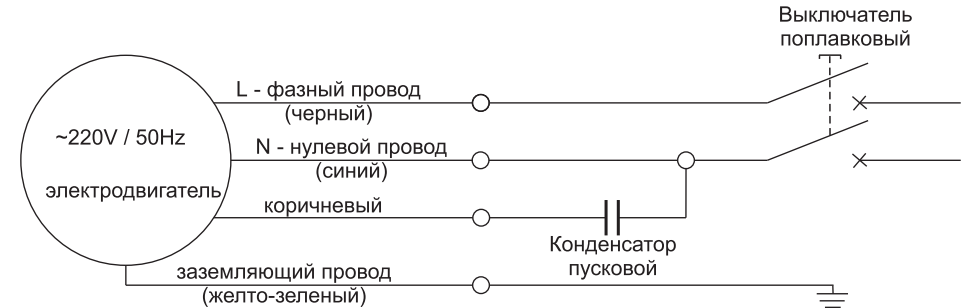 Выключатель
поплавковый
L - фазный провод
(черный)
~220V / 50Hz
N - нулевой провод
(синий)
электродвигатель
коричневый
Конденсатор
пусковой
заземляющий провод
(желто-зеленый)